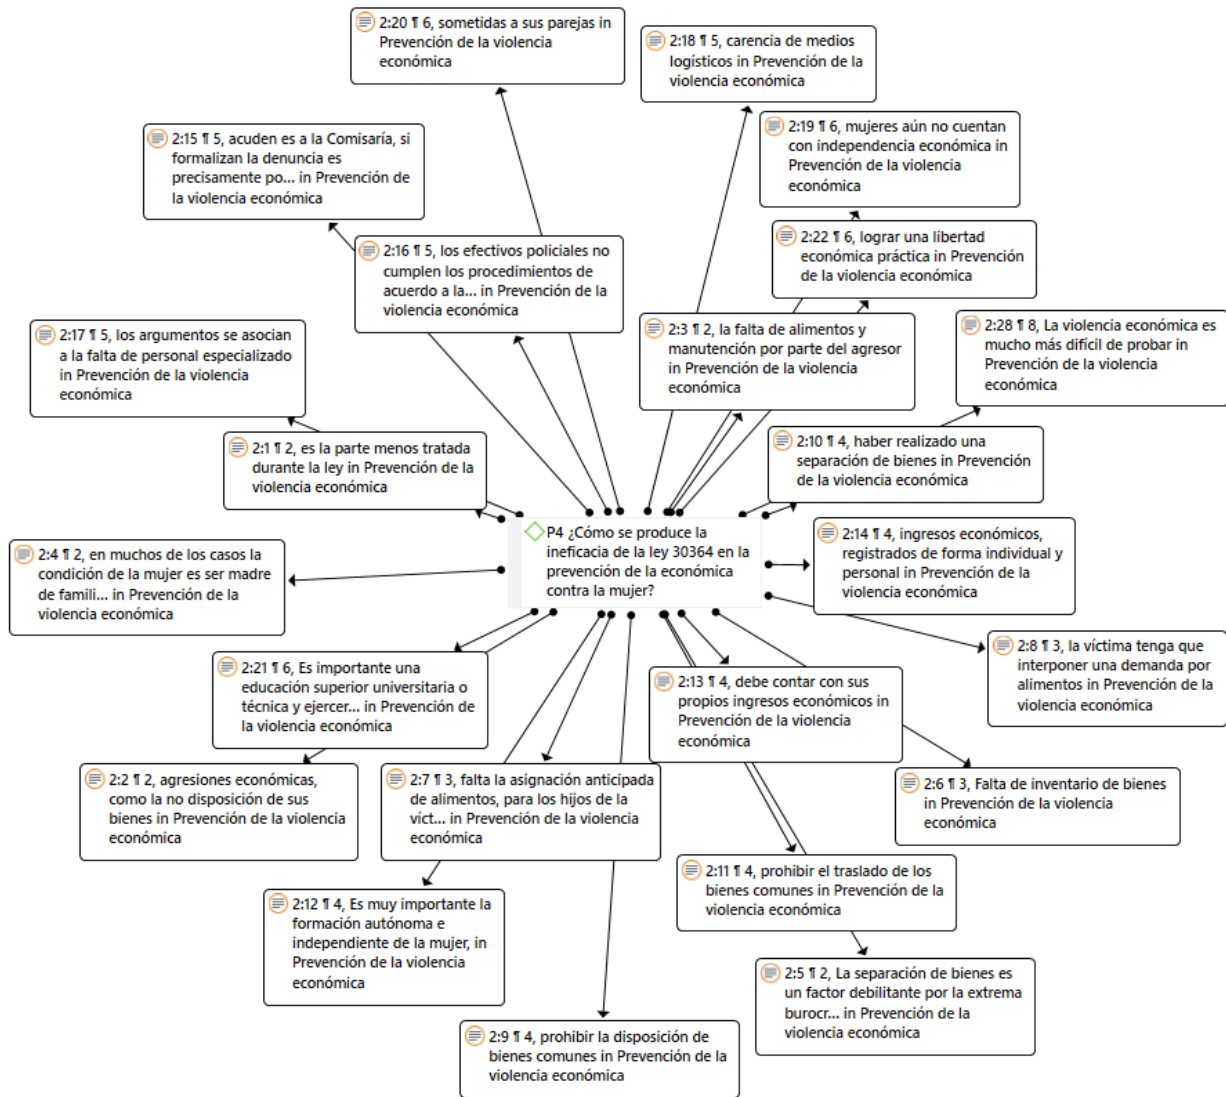 2:20 ¶ 6, sometidas a sus parejas in
Prevención de la violencia
económica
2:18 ¶ 5, carencia de medios
logísticos in Prevención de la
violencia económica
2:19 ¶ 6, mujeres aún no cuentan
con independencia económica in
Prevención de la violencia
económica
2:15 ¶ 5, acuden es a la Comisaría, si
formalizan la denuncia es
precisamente po... in Prevención de
la violencia económica
2:16 ¶ 5, los efectivos policiales no
cumplen los procedimientos de
acuerdo a la... in Prevención de la
violencia económica
2:22 ¶ 6, lograr una libertad
económica práctica in Prevención
de la violencia económica
2:17 ¶ 5, los argumentos se asocian
a la falta de personal especializado
in Prevención de la violencia
económica
2:3 ¶ 2, la falta de alimentos y
manutención por parte del agresor
in Prevención de la violencia
económica
2:28 ¶ 8, La violencia económica es
mucho más difícil de probar in
Prevención de la violencia
económica
2:1 ¶ 2, es la parte menos tratada
durante la ley in Prevención de la
violencia económica
2:10 ¶ 4, haber realizado una
separación de bienes in Prevención
de la violencia económica
P4 ¿Cómo se produce la
ineficacia de la ley 30364 en la
prevención de la económica
contra la mujer?
2:4 ¶ 2, en muchos de los casos la
condición de la mujer es ser madre
de famili... in Prevención de la
violencia económica
2:14 ¶ 4, ingresos económicos,
registrados de forma individual y
personal in Prevención de la
violencia económica
2:21 ¶ 6, Es importante una
educación superior universitaria o
técnica y ejercer... in Prevención de
la violencia económica
2:13 ¶ 4, debe contar con sus
propios ingresos económicos in
Prevención de la violencia
económica
2:8 ¶ 3, la víctima tenga que
interponer una demanda por
alimentos in Prevención de la
violencia económica
2:2 ¶ 2, agresiones económicas,
como la no disposición de sus
bienes in Prevención de la violencia
económica
2:7 ¶ 3, falta la asignación anticipada
de alimentos, para los hijos de la
víct... in Prevención de la violencia
económica
2:6 ¶ 3, Falta de inventario de bienes
in Prevención de la violencia
económica
2:12 ¶ 4, Es muy importante la
formación autónoma e
independiente de la mujer, in
Prevención de la violencia
económica
2:11 ¶ 4, prohibir el traslado de los
bienes comunes in Prevención de la
violencia económica
2:5 ¶ 2, La separación de bienes es
un factor debilitante por la extrema
burocr... in Prevención de la
violencia económica
2:9 ¶ 4, prohibir la disposición de
bienes comunes in Prevención de la
violencia económica